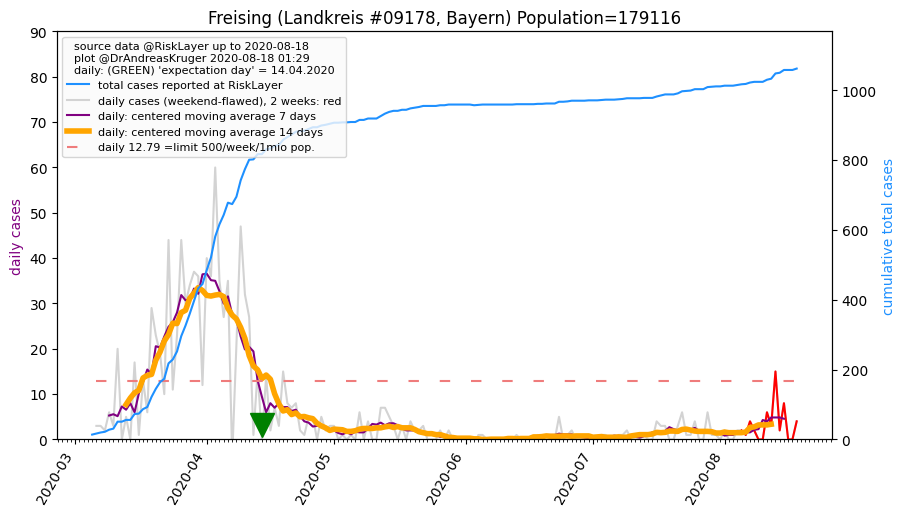 Freising (Landkreis #09178, Bayern) Population=179116
source data @RiskLayer up to 2020-08-18
plot @DrAndreasKruger 2020-08-18 01:29
daily: (GREEN) 'expectation day' = 14.04.2020
total cases reported at RiskLayer
daily cases (weekend-flawed), 2 weeks: red
daily: centered moving average 7 days
daily: centered moving average 14 days
daily 12.79 =limit 500/week/1mio pop.
daily cases
90
80
70
60
50
40
30
20
10
0
cumulative total cases
1000
800
600
400
200
0
2020-03
2020-04
2020-05
2020-06
2020-07
2020-08